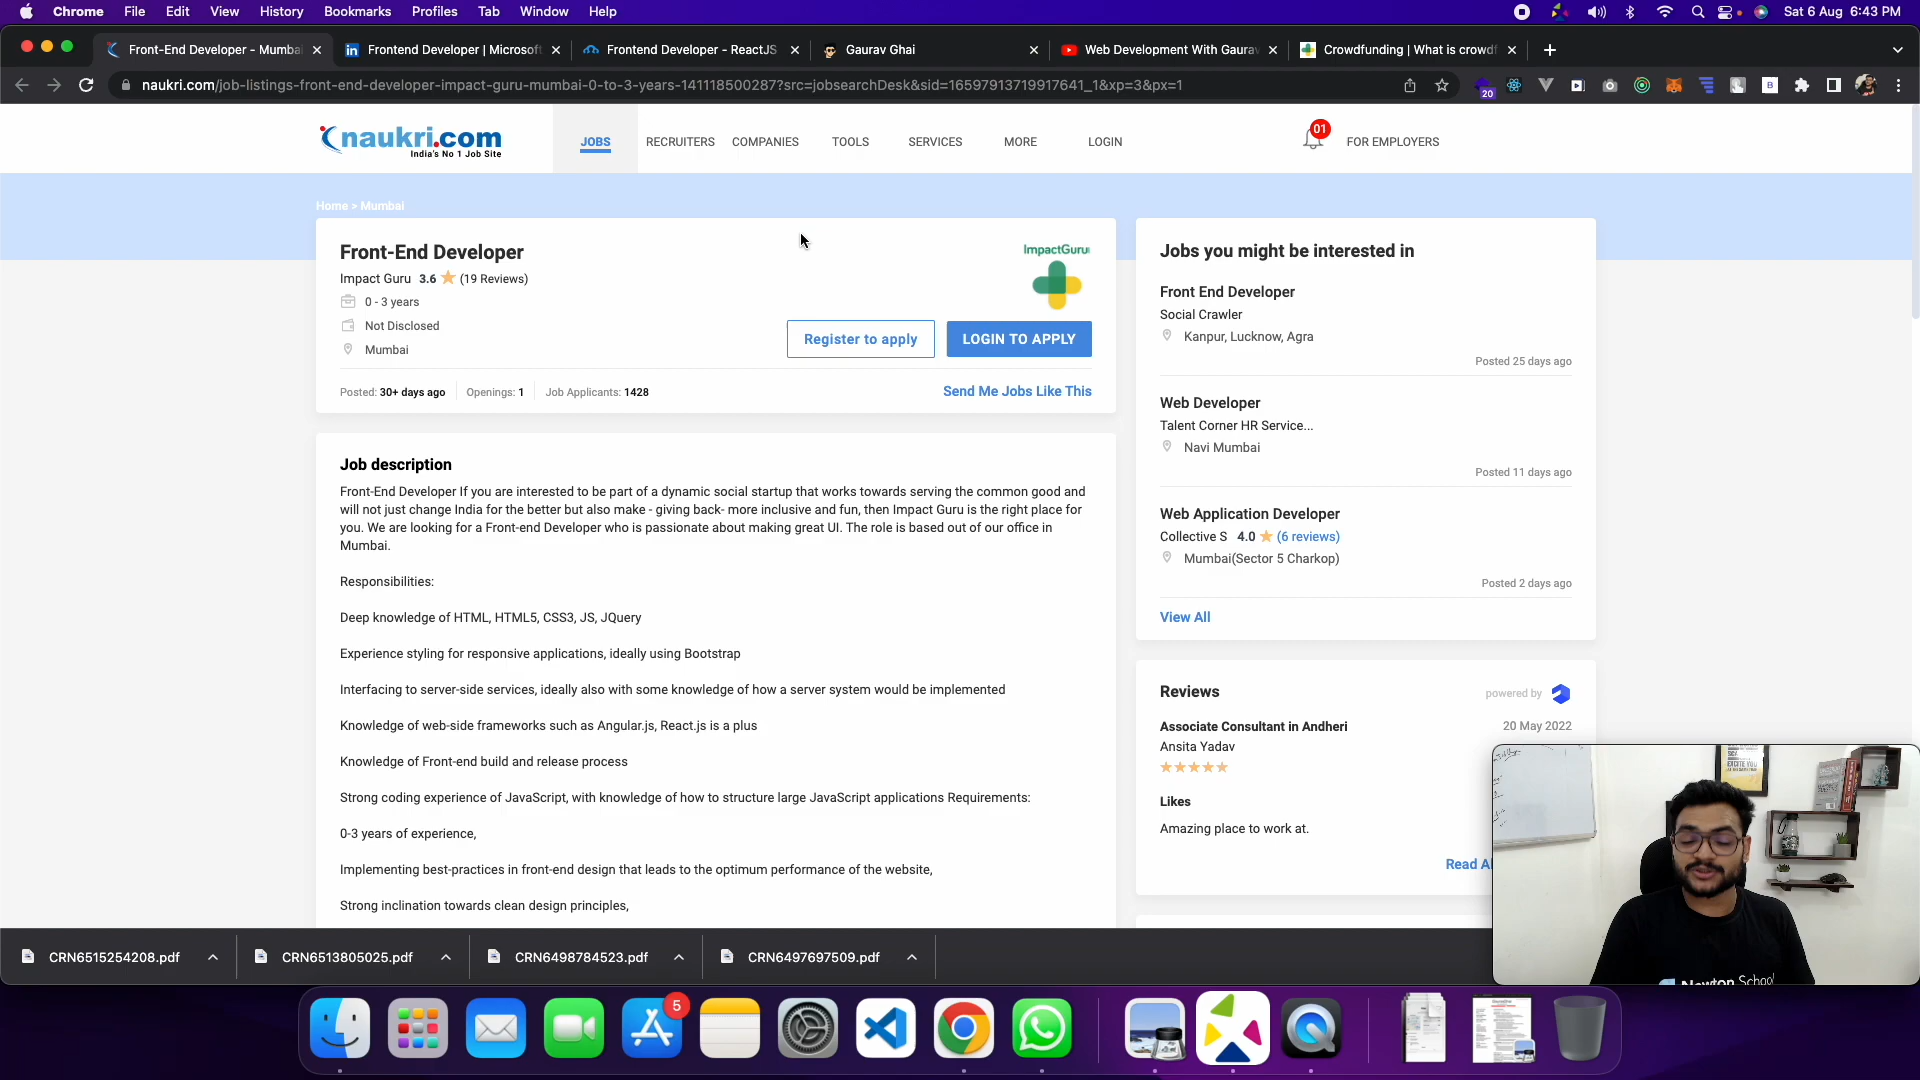 Chrome File Edit View History Bookmarks Profiles Tab Window Help
Sat 6 Aug 6:43 PM
Front-End Developer - Mumbai
Frontend Developer | Microsoft
Frontend Developer - ReactJS
Gaurav Ghai
Web Development With Gaurav
Crowdfunding | What is crowdf
naukri.com/job-listings-front-end-developer-impact-guru-mumbai-0-to-3-years-141118500287?src=jobsearchDesk&sid=16597913719917641_1&xp=3&px=1
20
naukri.com
India's No 1 Job Site
JOBS RECRUITERS COMPANIES TOOLS SERVICES MORE LOGIN
01
FOR EMPLOYERS
Home > Mumbai
Front-End Developer
Impact Guru 3.6 (19 Reviews)
0 - 3 years
Not Disclosed
Mumbai
ImpactGuru
Register to apply
LOGIN TO APPLY
Posted: 30+ days ago Openings: 1 Job Applicants: 1428
Send Me Jobs Like This
Job description
Front-End Developer If you are interested to be part of a dynamic social startup that works towards serving the common good and
will not just change India for the better but also make - giving back- more inclusive and fun, then Impact Guru is the right place for
you. We are looking for a Front-end Developer who is passionate about making great UI. The role is based out of our office in
Mumbai.
Responsibilities:
Deep knowledge of HTML, HTML5, CSS3, JS, JQuery
Experience styling for responsive applications, ideally using Bootstrap
Interfacing to server-side services, ideally also with some knowledge of how a server system would be implemented
Knowledge of web-side frameworks such as Angular.js, React.js is a plus
Knowledge of Front-end build and release process
Strong coding experience of JavaScript, with knowledge of how to structure large JavaScript applications Requirements:
0-3 years of experience,
Implementing best-practices in front-end design that leads to the optimum performance of the website,
Strong inclination towards clean design principles,
Jobs you might be interested in
Front End Developer
Social Crawler
Kanpur, Lucknow, Agra
Posted 25 days ago
Web Developer
Talent Corner HR Service...
Navi Mumbai
Posted 11 days ago
Web Application Developer
Collective S 4.0 (6 reviews)
Mumbai(Sector 5 Charkop)
Posted 2 days ago
View All
Reviews
powered by
Associate Consultant in Andheri
20 May 2022
Ansita Yadav
Likes
Amazing place to work at.
Read Al
Newton School
CRN6515254208.pdf
CRN6513805025.pdf
CRN6498784523.pdf
CRN6497697509.pdf
5